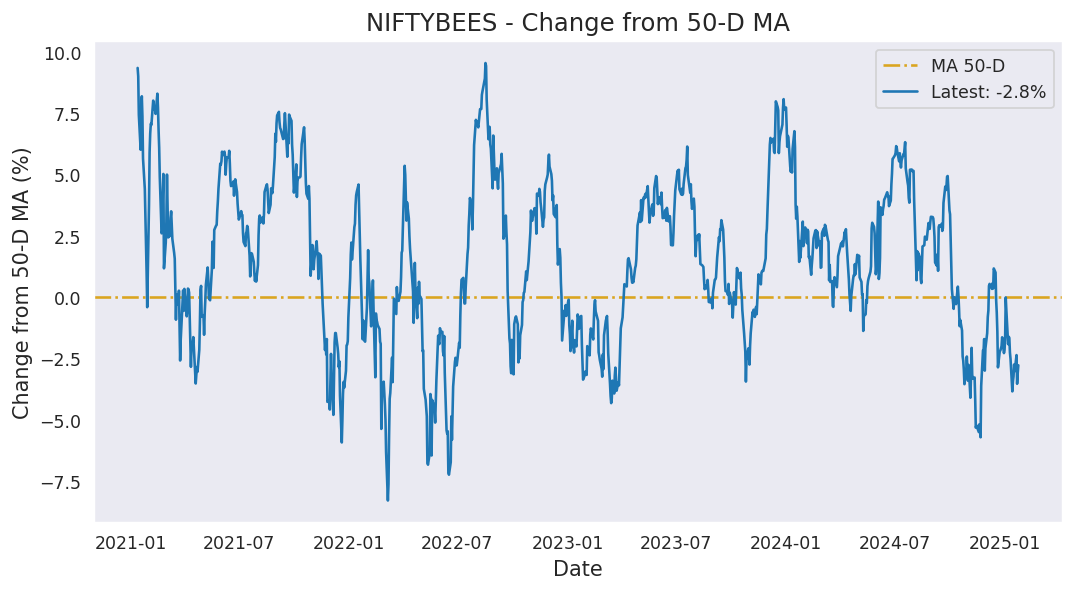 NIFTYBEES - Change from 50-D MA
MA 50-D
Latest: -2.8%
Change from 50-D MA (%)
10.0
7.5
5.0
2.5
0.0
−2.5
−5.0
−7.5
2021-01 2021-07 2022-01 2022-07 2023-01 2023-07 2024-01 2024-07 2025-01
Date